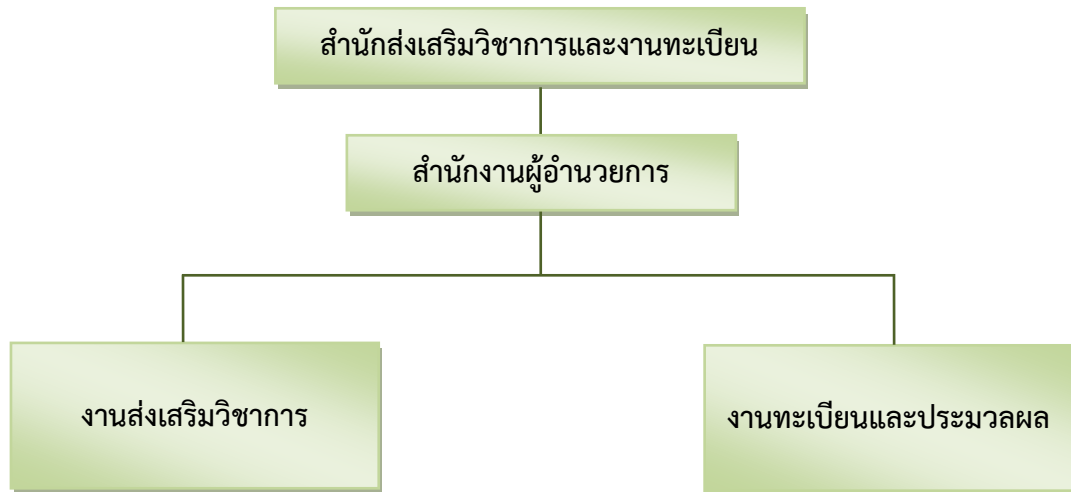 สำนักส่งเสริมวิชาการและงานทะเบียน
สำนักงานผู้อำนวยการ
งานส่งเสริมวิชาการ
งานทะเบียนและประมวลผล